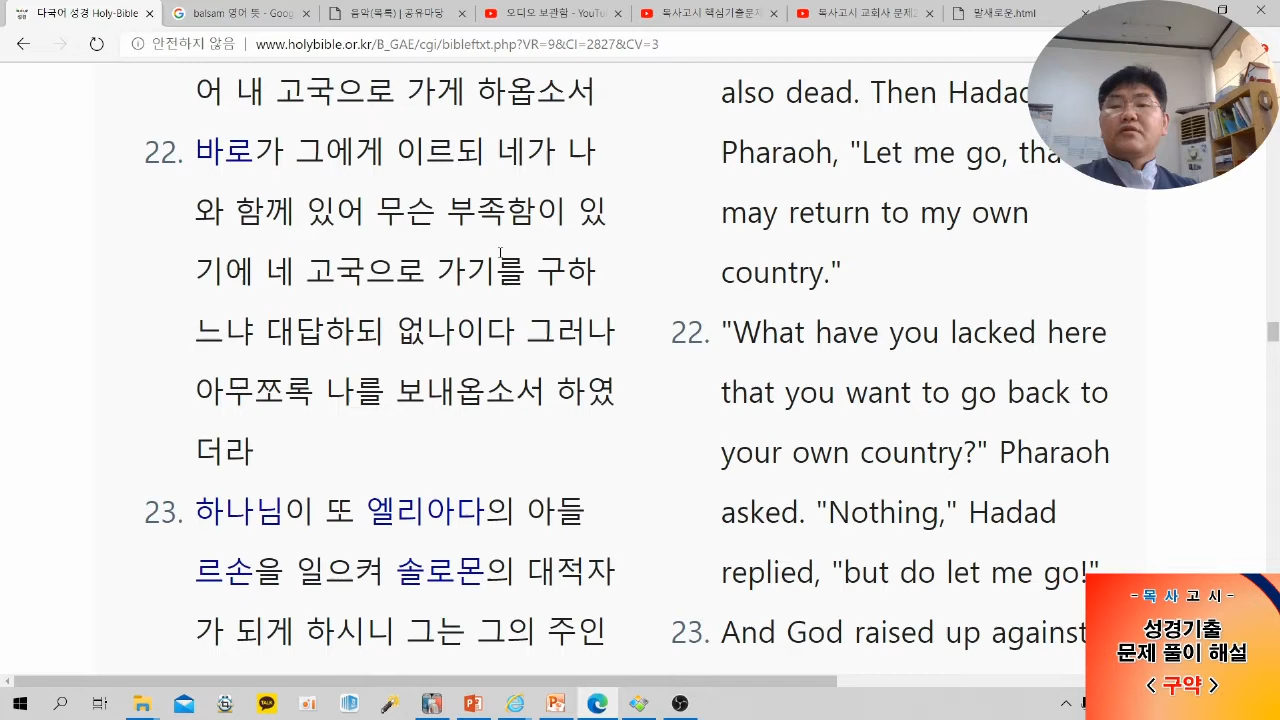 다국어 성경 Holy-Bible
balsam 영어 뜻 - Goog
음악(목록) | 공유마당
오디오 보관함 - YouTu
목사고시 핵심기출문
목사고시 교회사 문제
말새로운.html
안전하지 않음
www.holybible.or.kr/B_GAE/cgi/bibleftxt.php?VR=9&CI=2827&CV=3
어 내 고국으로 가게 하옵소서
22. 바로가 그에게 이르되 네가 나
와 함께 있어 무슨 부족함이 있
기에 네 고국으로 가기를 구하
느냐 대답하되 없나이다 그러나
아무쪼록 나를 보내옵소서 하였
더라
23. 하나님이 또 엘리아다의 아들
르손을 일으켜 솔로몬의 대적자
가 되게 하시니 그는 그의 주인
also dead. Then Hadad
Pharaoh, "Let me go, tha
may return to my own
country."
22. "What have you lacked here
that you want to go back to
your own country?" Pharaoh
asked. "Nothing," Hadad
replied, "but do let me go!"
23. And God raised up against
- 목 사 고 시 -
성경기출
문제 풀이 해설
< 구약 >
TALK